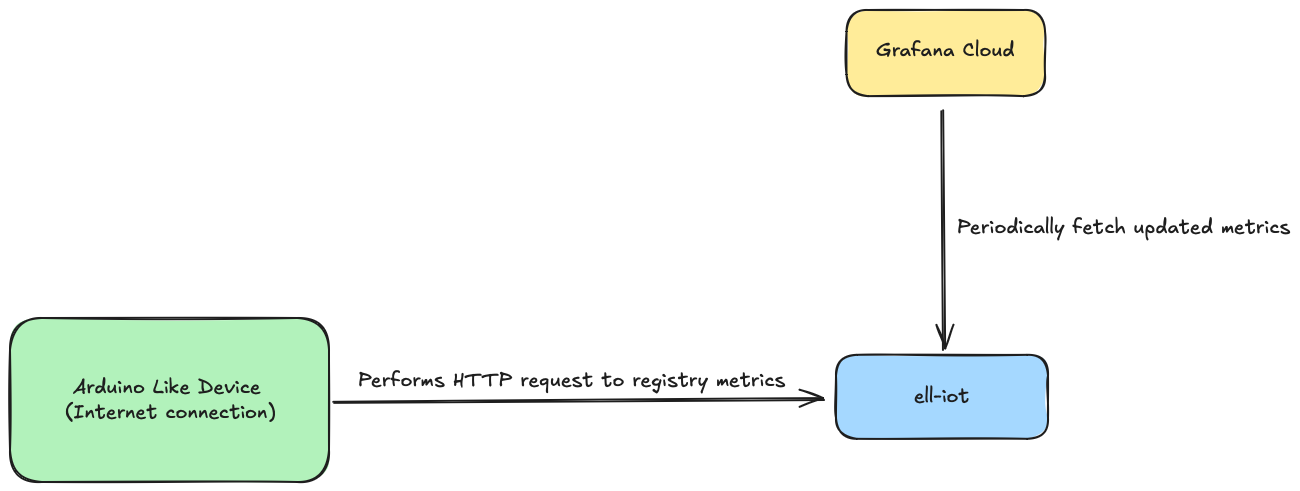 Grafana Cloud
Periodically fetch updated metrics
Arduino Like Device
(Internet connection)
Performs HTTP request to registry metrics
ell-iot